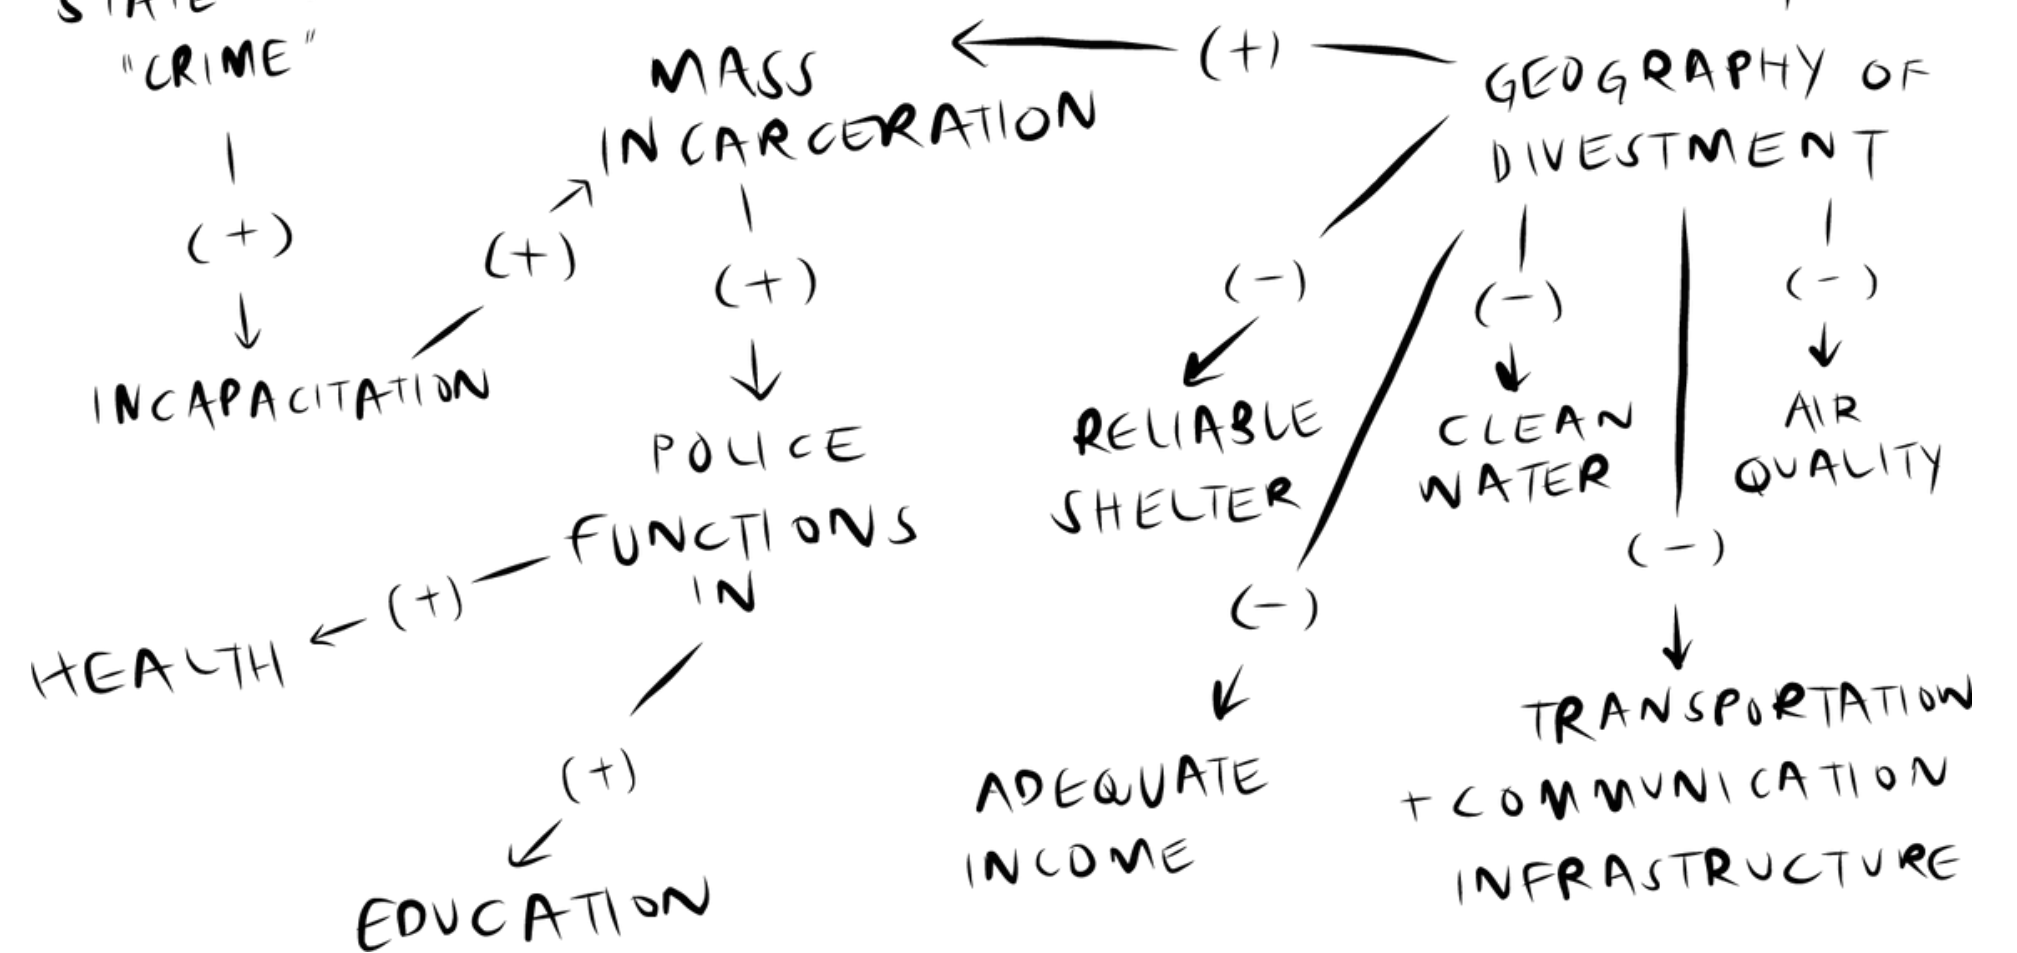 "CRIME"
(+)
INCAPACITATION
(+)
MASS
INCARCERATION
(+)
POLICE
FUNCTIONS
IN
(+)
HEALTH
(+)
EDUCATION
(+)
GEOGRAPHY OF
DIVESTMENT
(-)
RELIABLE
SHELTER
(-)
CLEAN
WATER
(-)
AIR
QUALITY
(-)
ADEQUATE
INCOME
(-)
TRANSPORTATION
+ COMMUNICATION
INFRASTRUCTURE